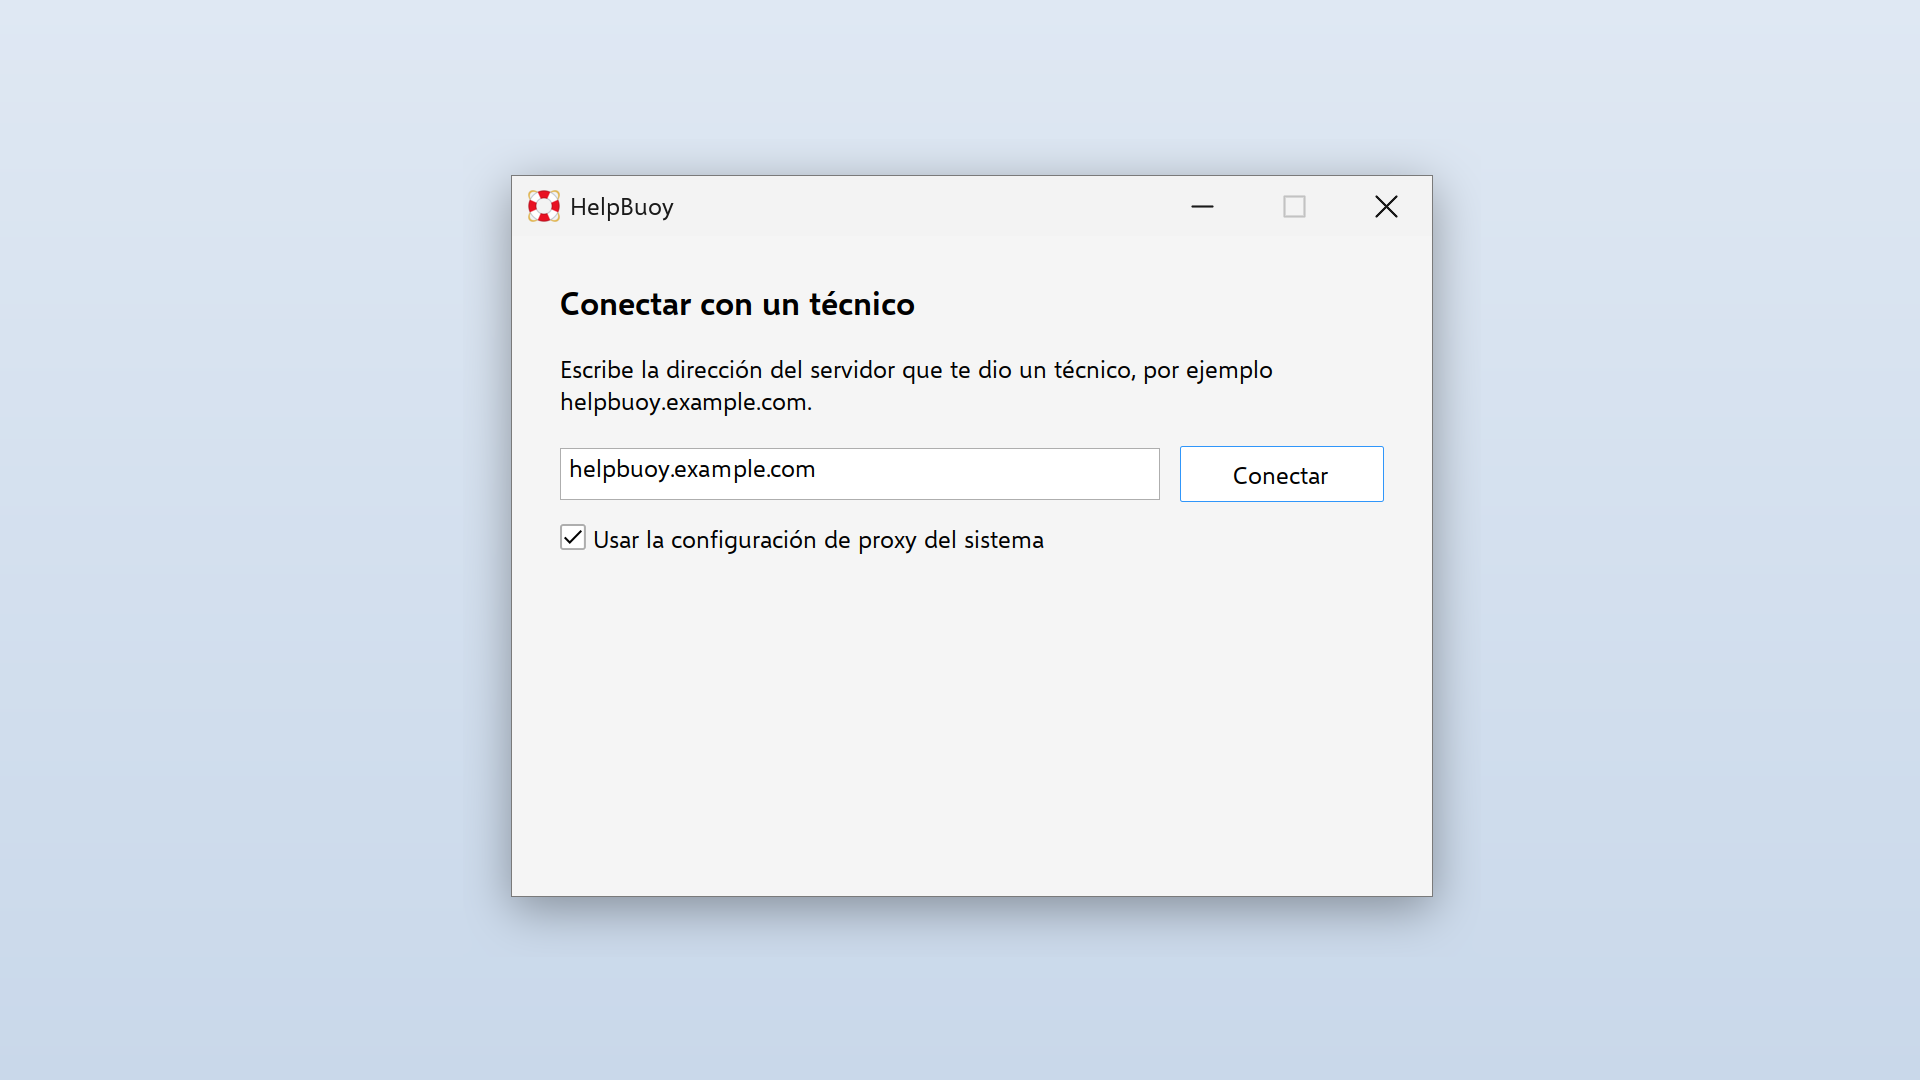 HelpBuoy
Conectar con un técnico
Escribe la dirección del servidor que te dio un técnico, por ejemplo
helpbuoy.example.com.
helpbuoy.example.com
Conectar
Usar la configuración de proxy del sistema